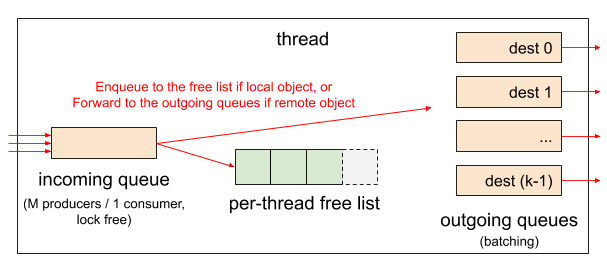 thread
dest 0
Enqueue to the free list if local object, or
Forward to the outgoing queues if remote object
dest 1
...
incoming queue
(M producers / 1 consumer,
lock free)
per-thread free list
dest (k-1)
outgoing queues
(batching)